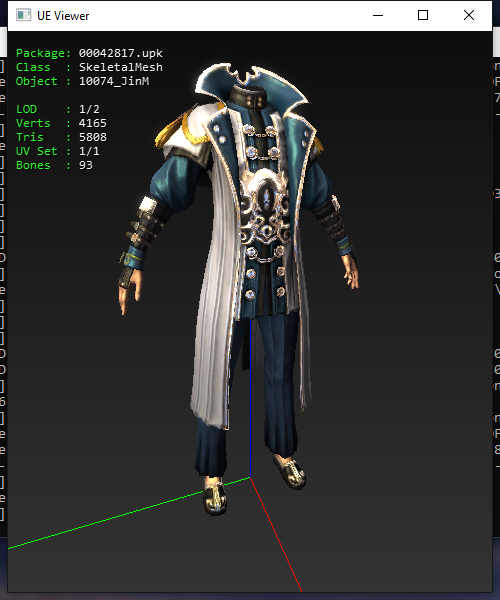 UE Viewer
Package: 00042817.upk
Class : SkeletalMesh
Object : 10074_JinM
LOD : 1/2
Verts : 4165
Tris : 5808
UV Set : 1/1
Bones : 93